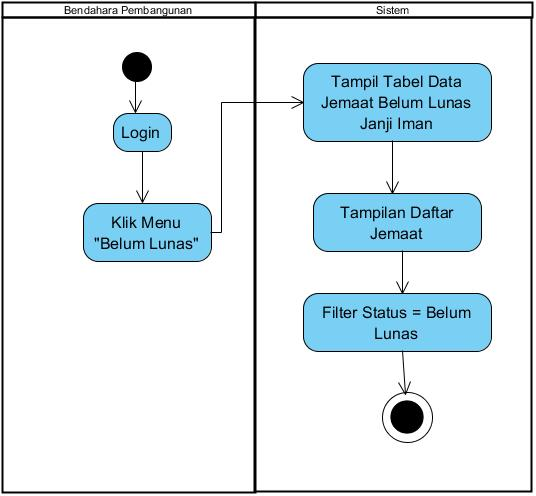 Bendahara Pembangunan
Sistem
Login
Klik Menu
"Belum Lunas"
Tampil Tabel Data
Jemaat Belum Lunas
Janji Iman
Tampilan Daftar
Jemaat
Filter Status = Belum
Lunas